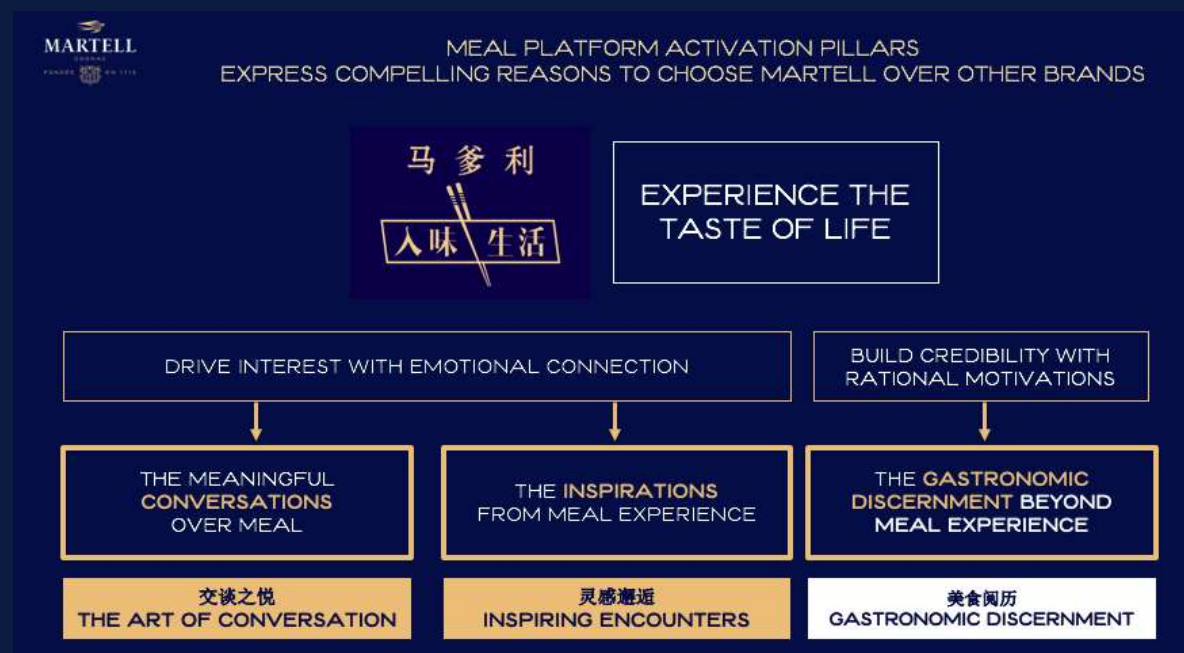 MARTELL
COGNAC
MEAL PLATFORM ACTIVATION PILLARS
EXPRESS COMPELLING REASONS TO CHOOSE MARTELL OVER OTHER BRANDS
马爹利
入味生活
EXPERIENCE THE
TASTE OF LIFE
DRIVE INTEREST WITH EMOTIONAL CONNECTION
BUILD CREDIBILITY WITH
RATIONAL MOTIVATIONS
THE MEANINGFUL
CONVERSATIONS
OVER MEAL
THE INSPIRATIONS
FROM MEAL EXPERIENCE
THE GASTRONOMIC
DISCERNMENT BEYOND
MEAL EXPERIENCE
交谈之悦
THE ART OF CONVERSATION
灵感邂逅
INSPIRING ENCOUNTERS
美食阅历
GASTRONOMIC DISCERNMENT